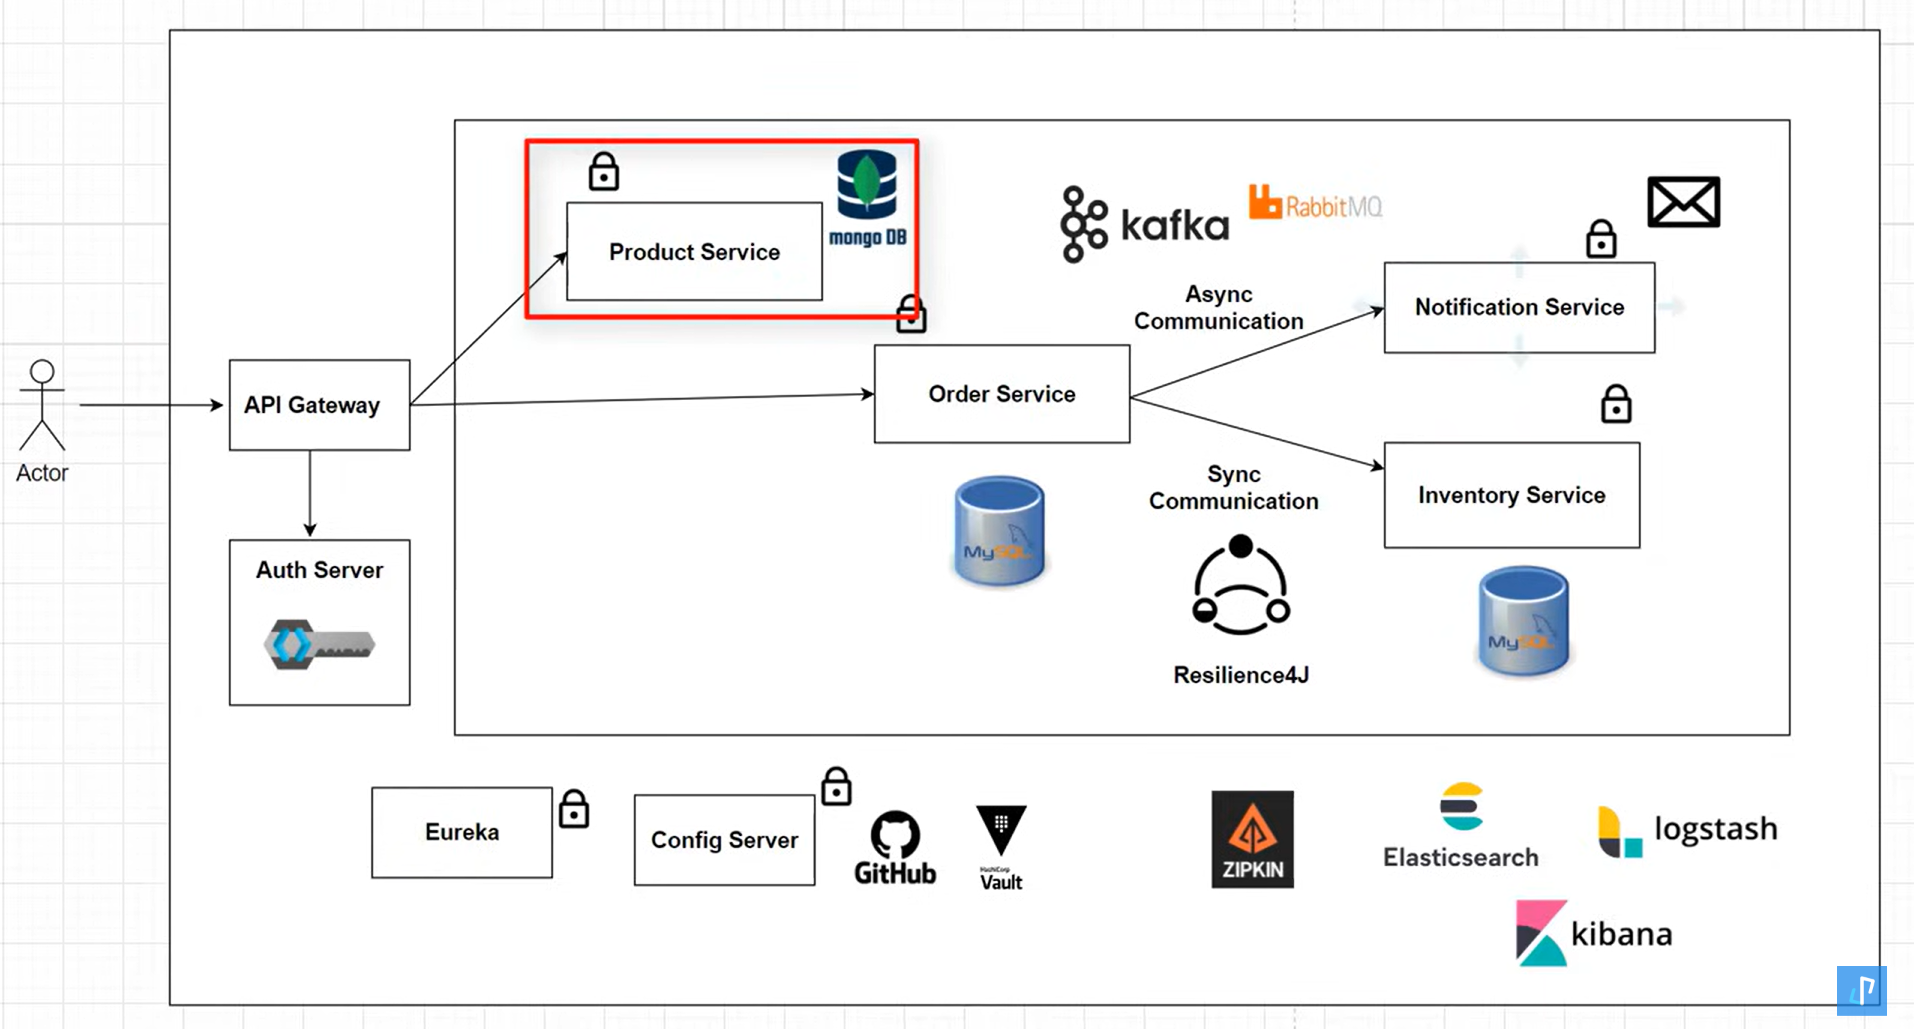 mongo DB
Product Service
kafka
RabbitMQ
Async
Communication
Notification Service
Actor
API Gateway
Order Service
Auth Server
Sync
Communication
Inventory Service
MySQL
MySQL
Resilience4J
Eureka
Config Server
GitHub
HashiCorp
Vault
ZIPKIN
Elasticsearch
logstash
kibana